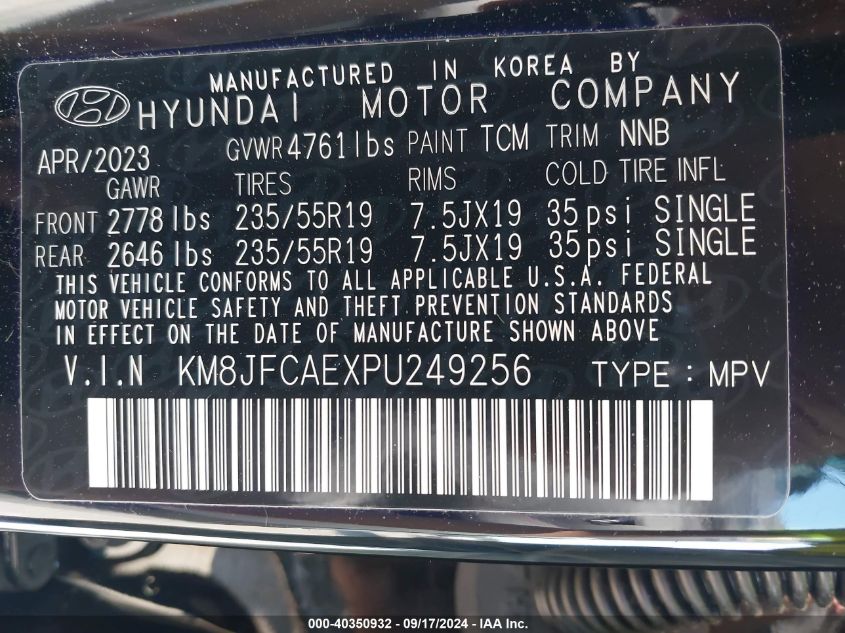 MANUFACTURED IN KOREA BY
HYUNDAI MOTOR COMPANY
APR/2023 GVWR 4761lbs PAINT TCM TRIM NNB
GAWR TIRES RIMS COLD TIRE INFL
FRONT 2778 lbs 235/55R19 7.5JX19 35psi SINGLE
REAR 2646 lbs 235/55R19 7.5JX19 35psi SINGLE
THIS VEHICLE CONFORMS TO ALL APPLICABLE U.S.A. FEDERAL
MOTOR VEHICLE SAFETY AND THEFT PREVENTION STANDARDS
IN EFFECT ON THE DATE OF MANUFACTURE SHOWN ABOVE
V.I.N KM8JFCAEXPU249256 TYPE : MPV
000-40350932 - 09/17/2024 - IAA Inc.